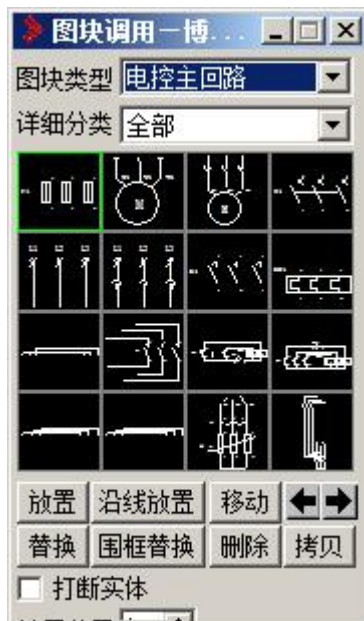 图块调用－博...
图块类型 电控主回路
详细分类 全部
放置 沿线放置 移动
替换 围框替换 删除 拷贝
打断实体